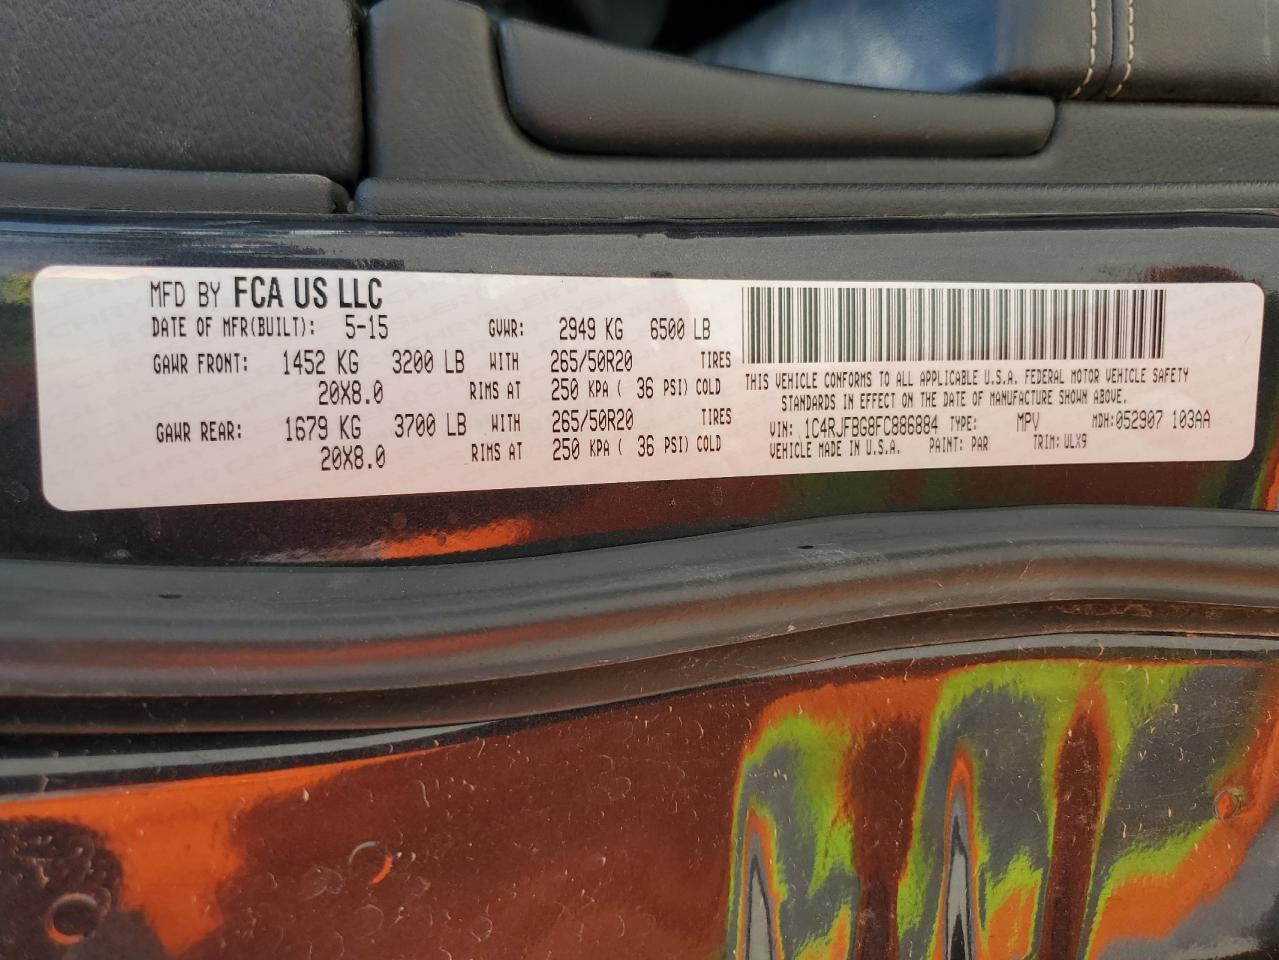 MFD BY FCA US LLC
DATE OF MFR(BUILT): 5-15 GVWR: 2949 KG 6500 LB
GAWR FRONT: 1452 KG 3200 LB WITH 265/50R20 TIRES
20X8.0 RIMS AT 250 KPA ( 36 PSI) COLD
GAWR REAR: 1679 KG 3700 LB WITH 265/50R20 TIRES
20X8.0 RIMS AT 250 KPA ( 36 PSI) COLD
THIS VEHICLE CONFORMS TO ALL APPLICABLE U.S.A. FEDERAL MOTOR VEHICLE SAFETY
STANDARDS IN EFFECT ON THE DATE OF MANUFACTURE SHOWN ABOVE.
VIN: 1C4RJFBG8FC886884 TYPE: MPV MDH:052907 103AA
VEHICLE MADE IN U.S.A. PAINT: PAR TRIM: ULX9